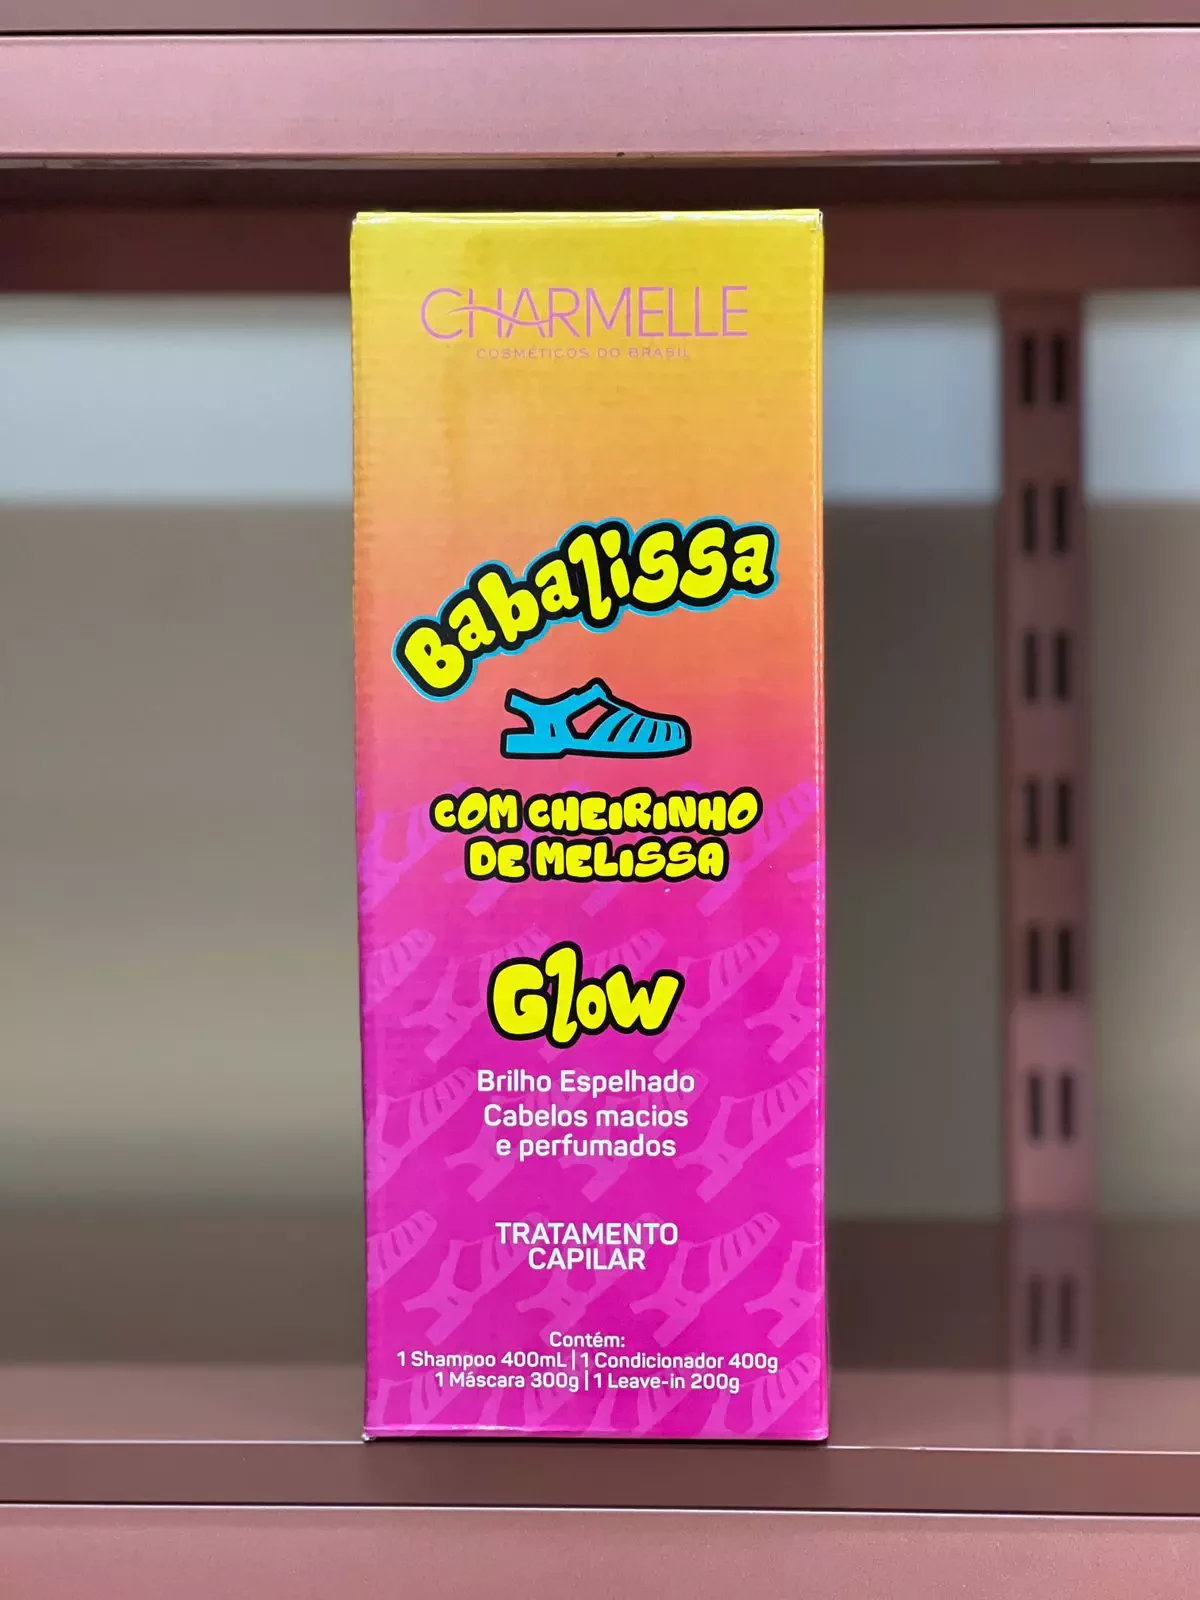 CHARMELLE
COSMÉTICOS DO BRASIL
Babalissa
COM CHEIRINHO
DE MELISSA
Glow
Brilho Espelhado
Cabelos macios
e perfumados
TRATAMENTO
CAPILAR
Contém:
1 Shampoo 400mL | 1 Condicionador 400g
1 Máscara 300g | 1 Leave-in 200g